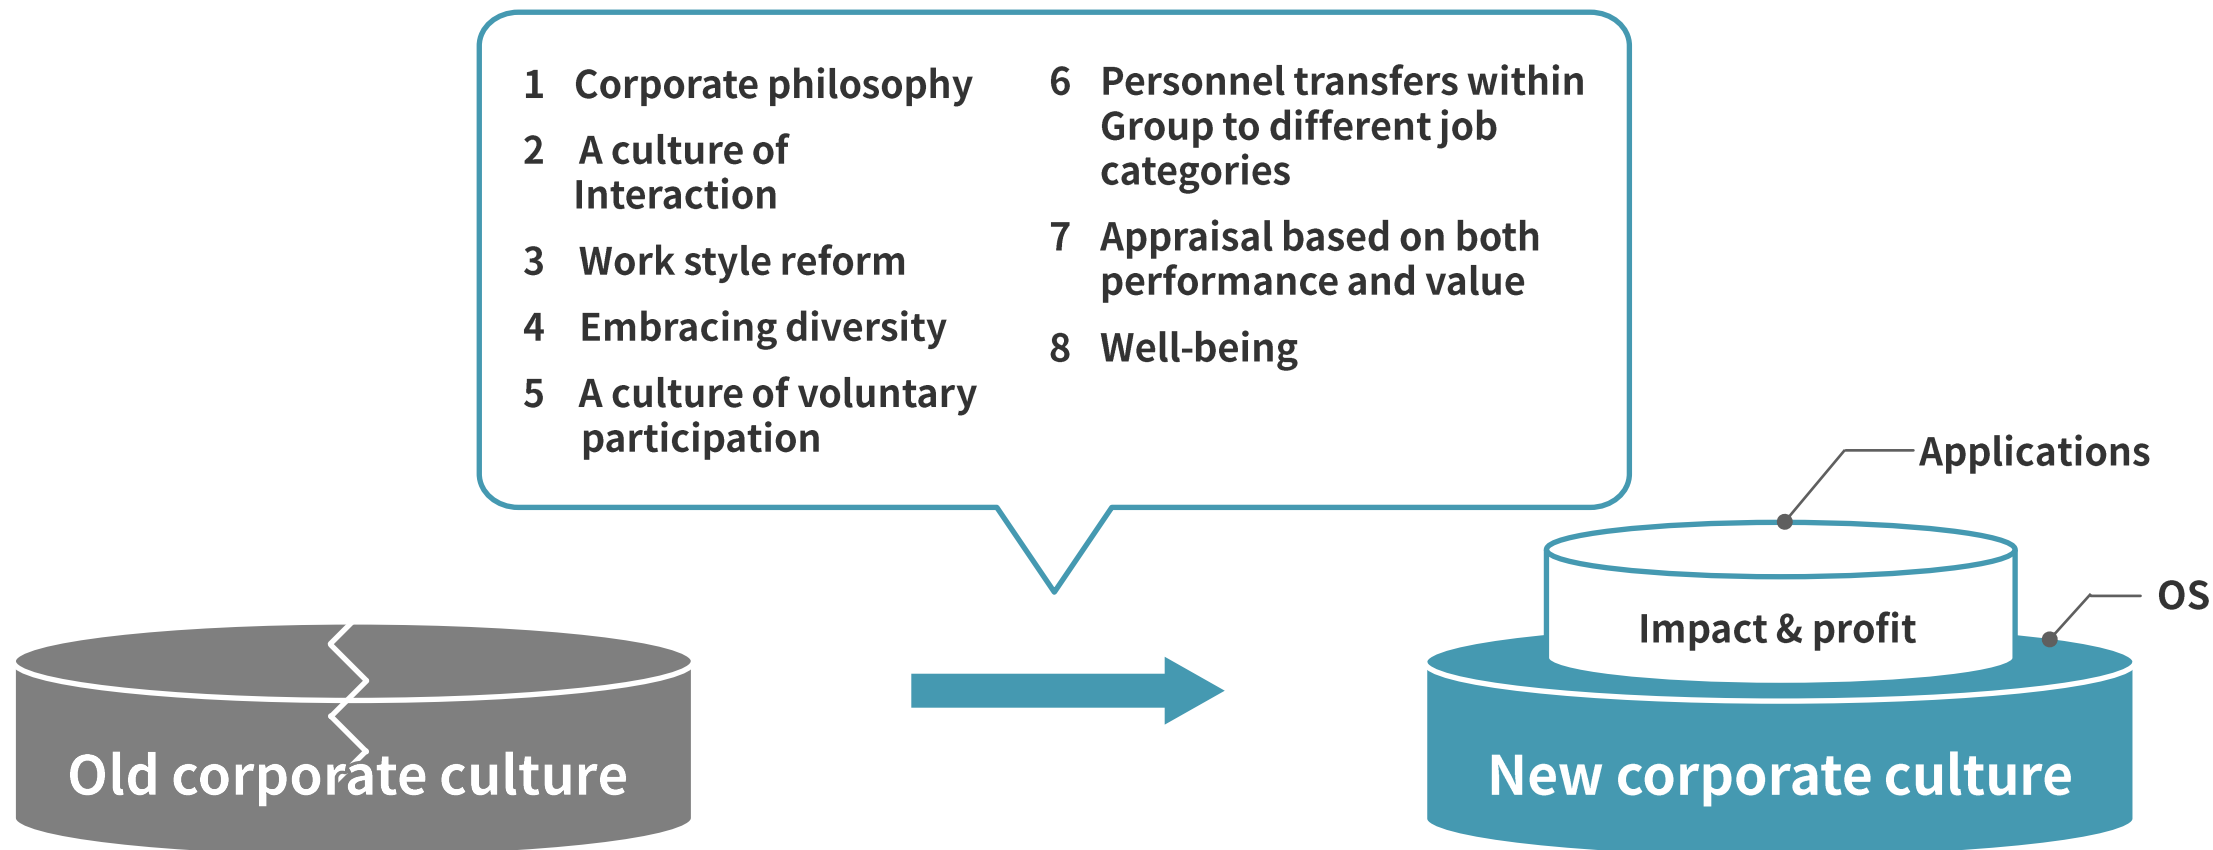 1 Corporate philosophy
2 A culture of
Interaction
3 Work style reform
4 Embracing diversity
5 A culture of voluntary
participation
6 Personnel transfers within
Group to different job
categories
7 Appraisal based on both
performance and value
8 Well-being
Applications
OS
Impact & profit
Old corporate culture
New corporate culture